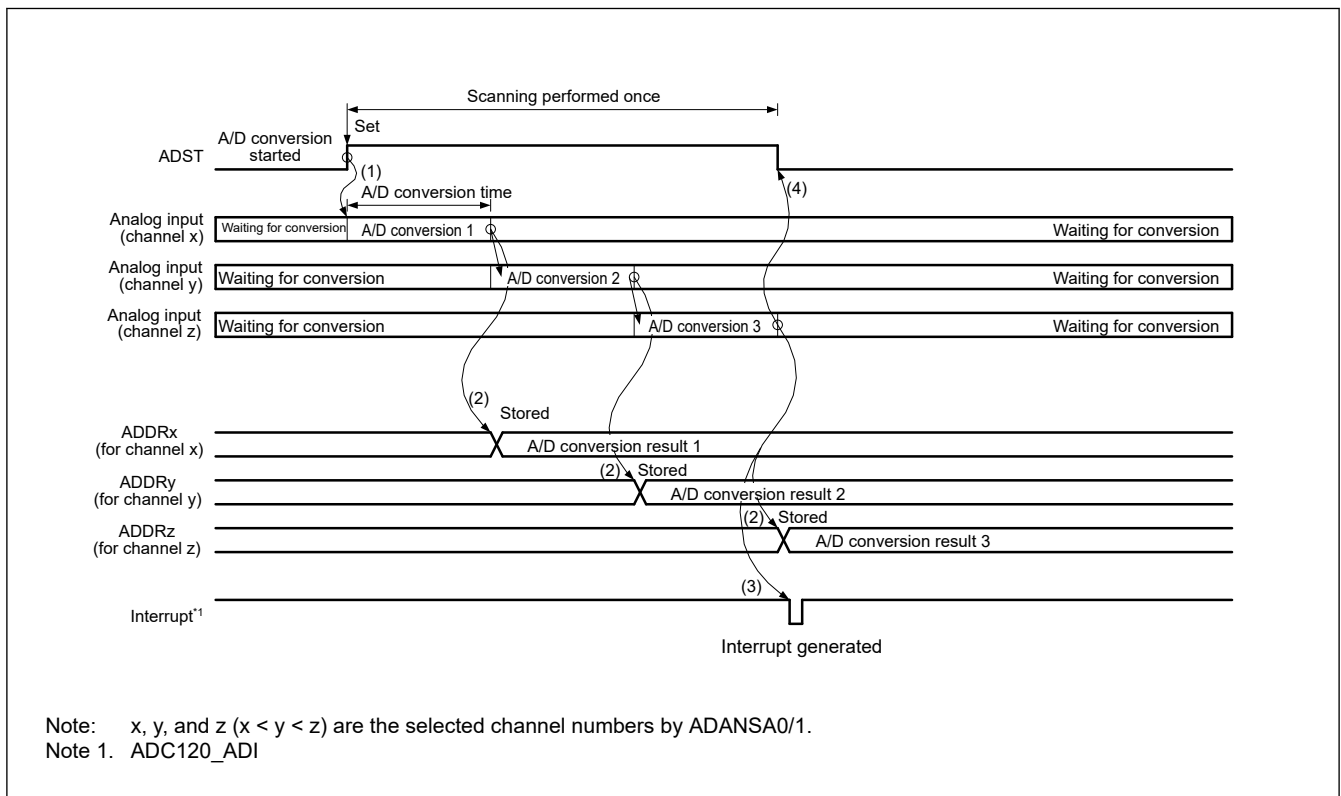 Scanning performed once
Set
A/D conversion
started
ADST
(1)
A/D conversion time
(4)
Analog input
(channel x)
Waiting for conversion
A/D conversion 1
Waiting for conversion
Analog input
(channel y)
Waiting for conversion
A/D conversion 2
Waiting for conversion
Analog input
(channel z)
Waiting for conversion
A/D conversion 3
Waiting for conversion
(2)
Stored
ADDRx
(for channel x)
A/D conversion result 1
(2)
Stored
ADDRy
(for channel y)
A/D conversion result 2
(2)
Stored
ADDRz
(for channel z)
A/D conversion result 3
(3)
Interrupt*1
Interrupt generated
Note: x, y, and z (x < y < z) are the selected channel numbers by ADANSA0/1.
Note 1. ADC120_ADI